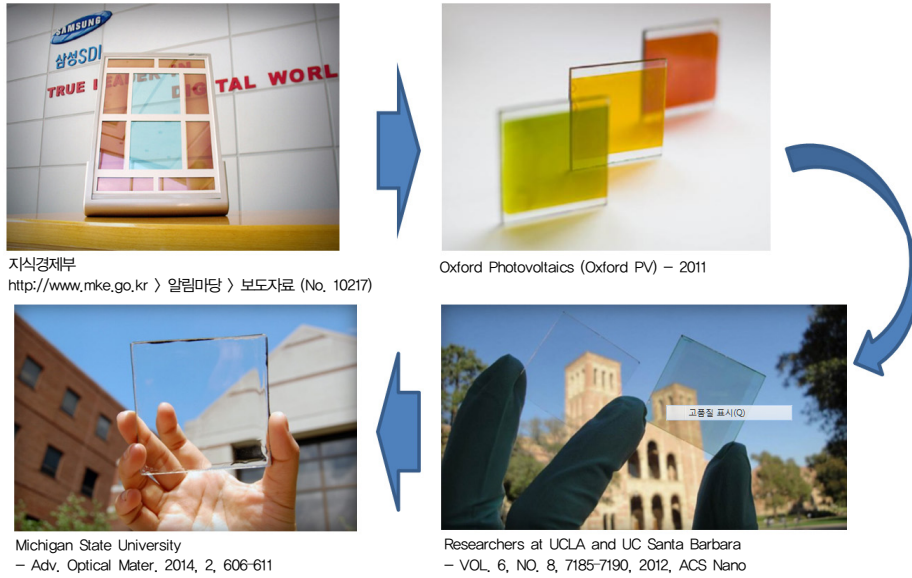 SAMSUNG
삼성SDI
TRUE LEADER IN DIGITAL WORL
지식경제부
http://www.mke.go.kr > 알림마당 > 보도자료 (No. 10217)
Oxford Photovoltaics (Oxford PV) – 2011
고품질 표시(Q)
Michigan State University
– Adv. Optical Mater. 2014, 2, 606-611
Researchers at UCLA and UC Santa Barbara
– VOL. 6, NO. 8, 7185-7190, 2012, ACS Nano